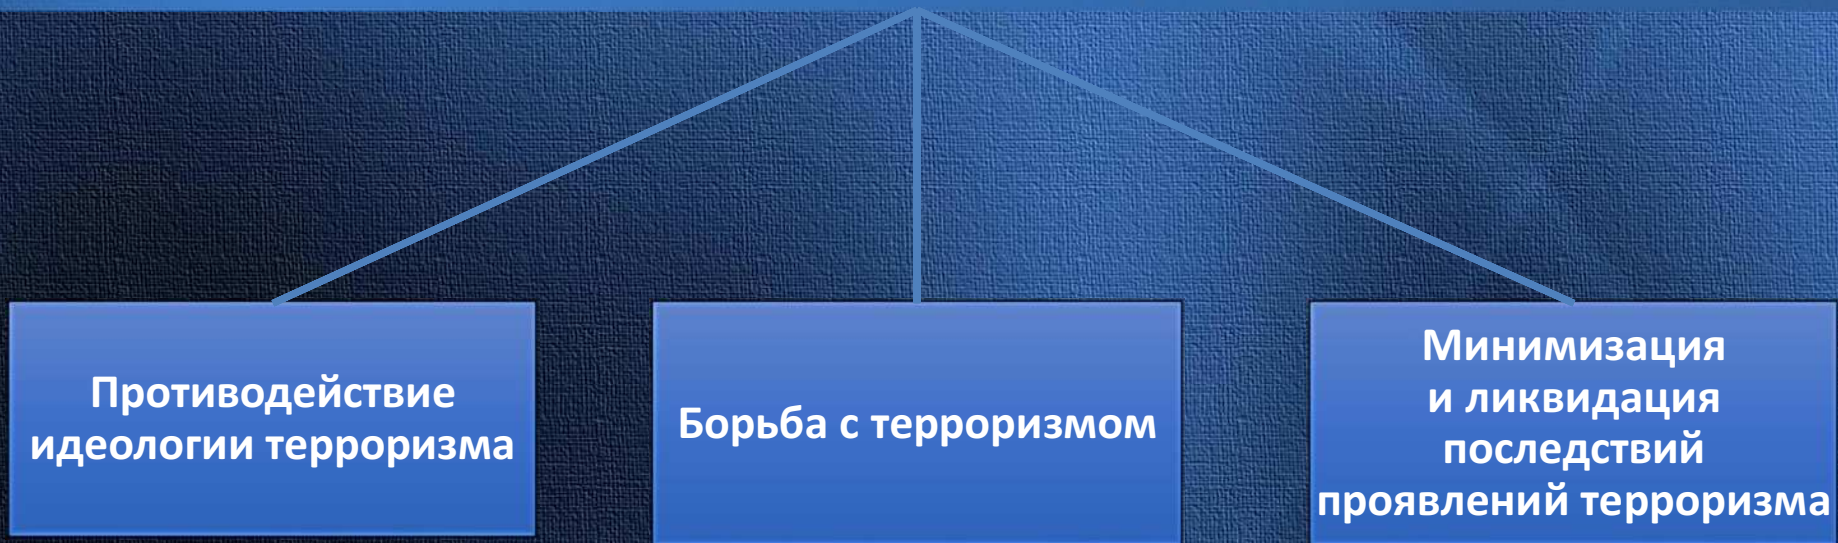 Противодействие
идеологии терроризма
Борьба с терроризмом
Минимизация
и ликвидация
последствий
проявлений терроризма